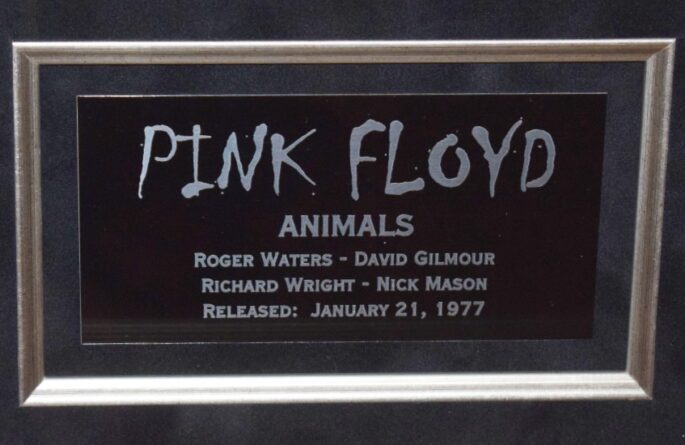 PINK FLOYD
ANIMALS
ROGER WATERS - DAVID GILMOUR
RICHARD WRIGHT - NICK MASON
RELEASED: JANUARY 21, 1977